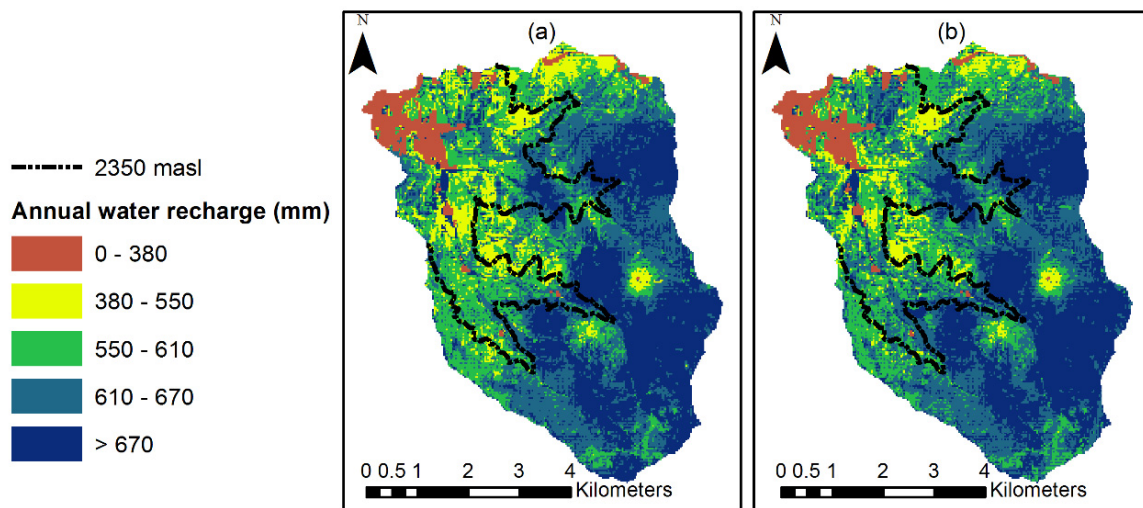 2350 masl
Annual water recharge (mm)
0 - 380
380 - 550
550 - 610
610 - 670
> 670
N
(a)
0 0.5 1 2 3 4
Kilometers
N
(b)
0 0.5 1 2 3 4
Kilometers